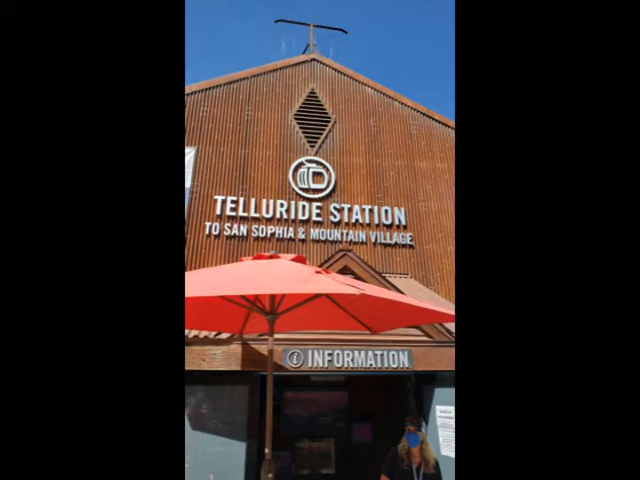 TELLURIDE STATION
TO SAN SOPHIA & MOUNTAIN VILLAGE
i INFORMATION